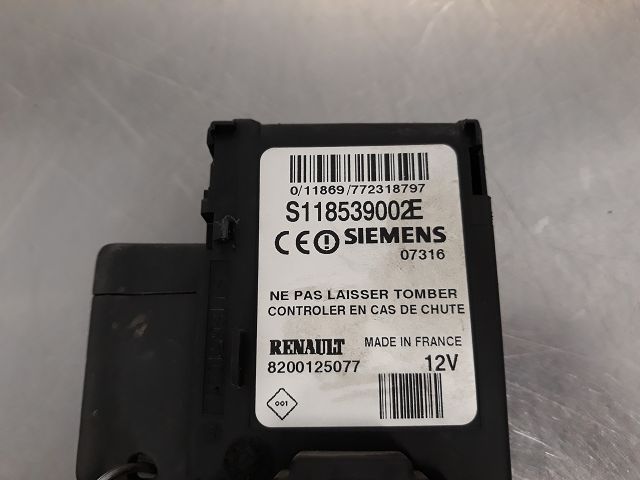 0/11869/772318797
S118539002E
CE SIEMENS
07316
NE PAS LAISSER TOMBER
CONTROLER EN CAS DE CHUTE
RENAULT MADE IN FRANCE
8200125077 12V
001